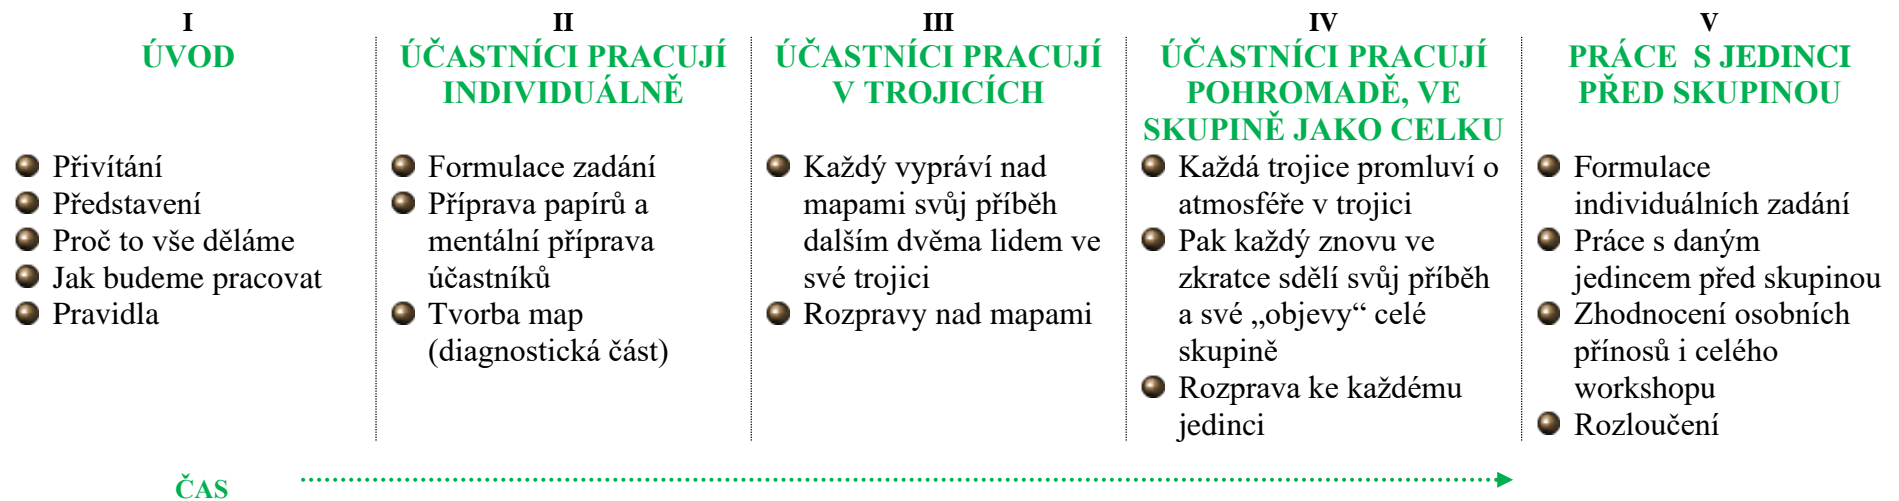 I
ÚVOD
Přivítání
Představení
Proč to vše děláme
Jak budeme pracovat
Pravidla
II
ÚČASTNÍCI PRACUJÍ
INDIVIDUÁLNĚ
Formulace zadání
Příprava papírů a
mentální příprava
účastníků
Tvorba map
(diagnostická část)
III
ÚČASTNÍCI PRACUJÍ
V TROJICÍCH
Každý vypráví nad
mapami svůj příběh
dalším dvěma lidem ve
své trojici
Rozpravy nad mapami
IV
ÚČASTNÍCI PRACUJÍ
POHROMADĚ, VE
SKUPINĚ JAKO CELKU
Každá trojice promluví o
atmosféře v trojici
Pak každý znovu ve
zkratce sdělí svůj příběh
a své „objevy“ celé
skupině
Rozprava ke každému
jedinci
V
PRÁCE S JEDINCI
PŘED SKUPINOU
Formulace
individuálních zadání
Práce s daným
jedincem před skupinou
Zhodnocení osobních
přínosů i celého
workshopu
Rozloučení
ČAS